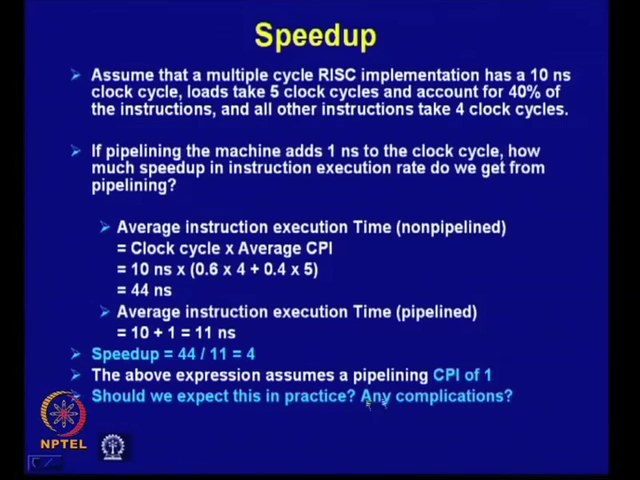 Speedup
Assume that a multiple cycle RISC implementation has a 10 ns
clock cycle, loads take 5 clock cycles and account for 40% of
the instructions, and all other instructions take 4 clock cycles.
If pipelining the machine adds 1 ns to the clock cycle, how
much speedup in instruction execution rate do we get from
pipelining?
Average instruction execution Time (nonpipelined)
= Clock cycle x Average CPI
= 10 ns x (0.6 x 4 + 0.4 x 5)
= 44 ns
Average instruction execution Time (pipelined)
= 10 + 1 = 11 ns
Speedup = 44 / 11 = 4
The above expression assumes a pipelining CPI of 1
Should we expect this in practice? Any complications?
NPTEL